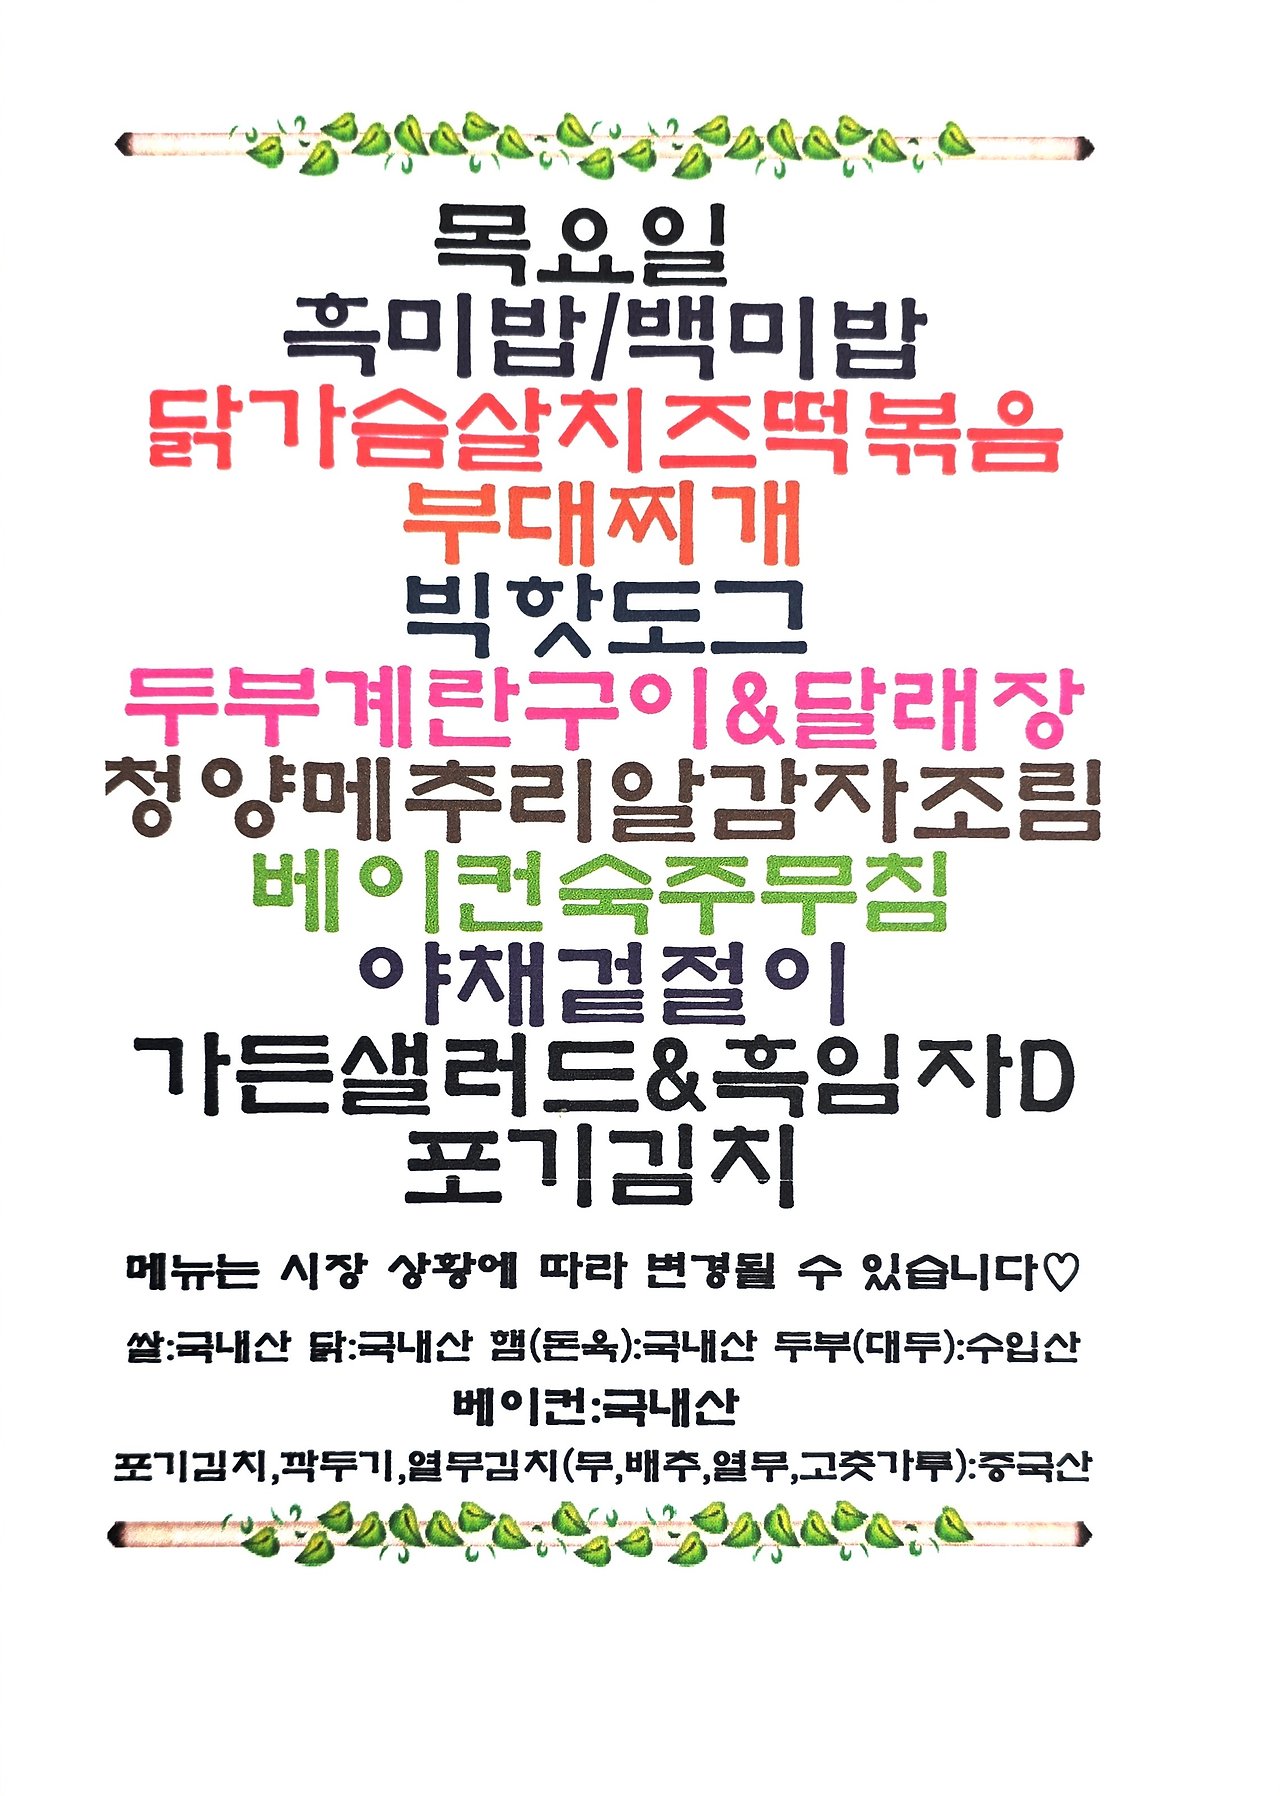 목요일
흑미밥/백미밥
닭가슴살치즈떡볶음
부대찌개
빅핫도그
두부계란구이&달래장
청양메추리알감자조림
베이컨숙주무침
야채겉절이
가든샐러드&흑임자D
포기김치
메뉴는 시장 상황에 따라 변경될 수 있습니다♡
쌀:국내산 닭:국내산 햄(돈육):국내산 두부(대두):수입산
베이컨:국내산
포기김치,깍두기,열무김치(무,배추,열무,고춧가루):중국산